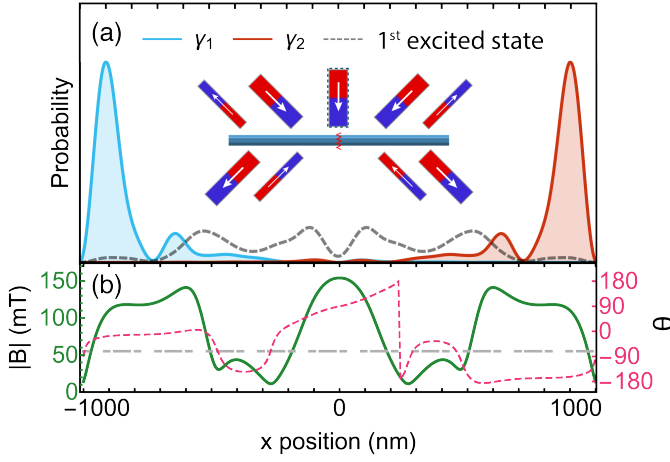 (a) γ1 γ2 1st excited state
Probability
(b)
150
100
50
0
|B| (mT)
180
90
0
−90
−180
θ
−1000 0 1000
x position (nm)